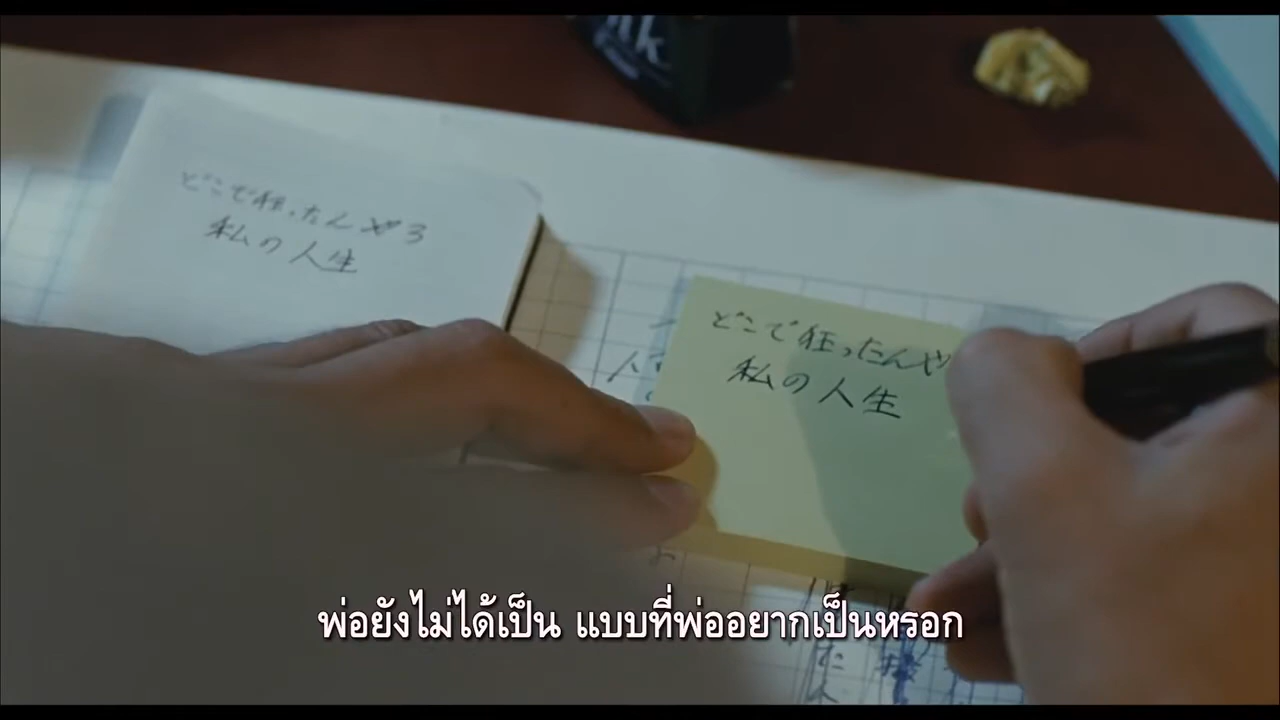 nk
どこで狂ったんやろ
私の人生
どこで狂ったんや
私の人生
พ่อยังไม่ได้เป็น แบบที่พ่ออยากเป็นหรอก